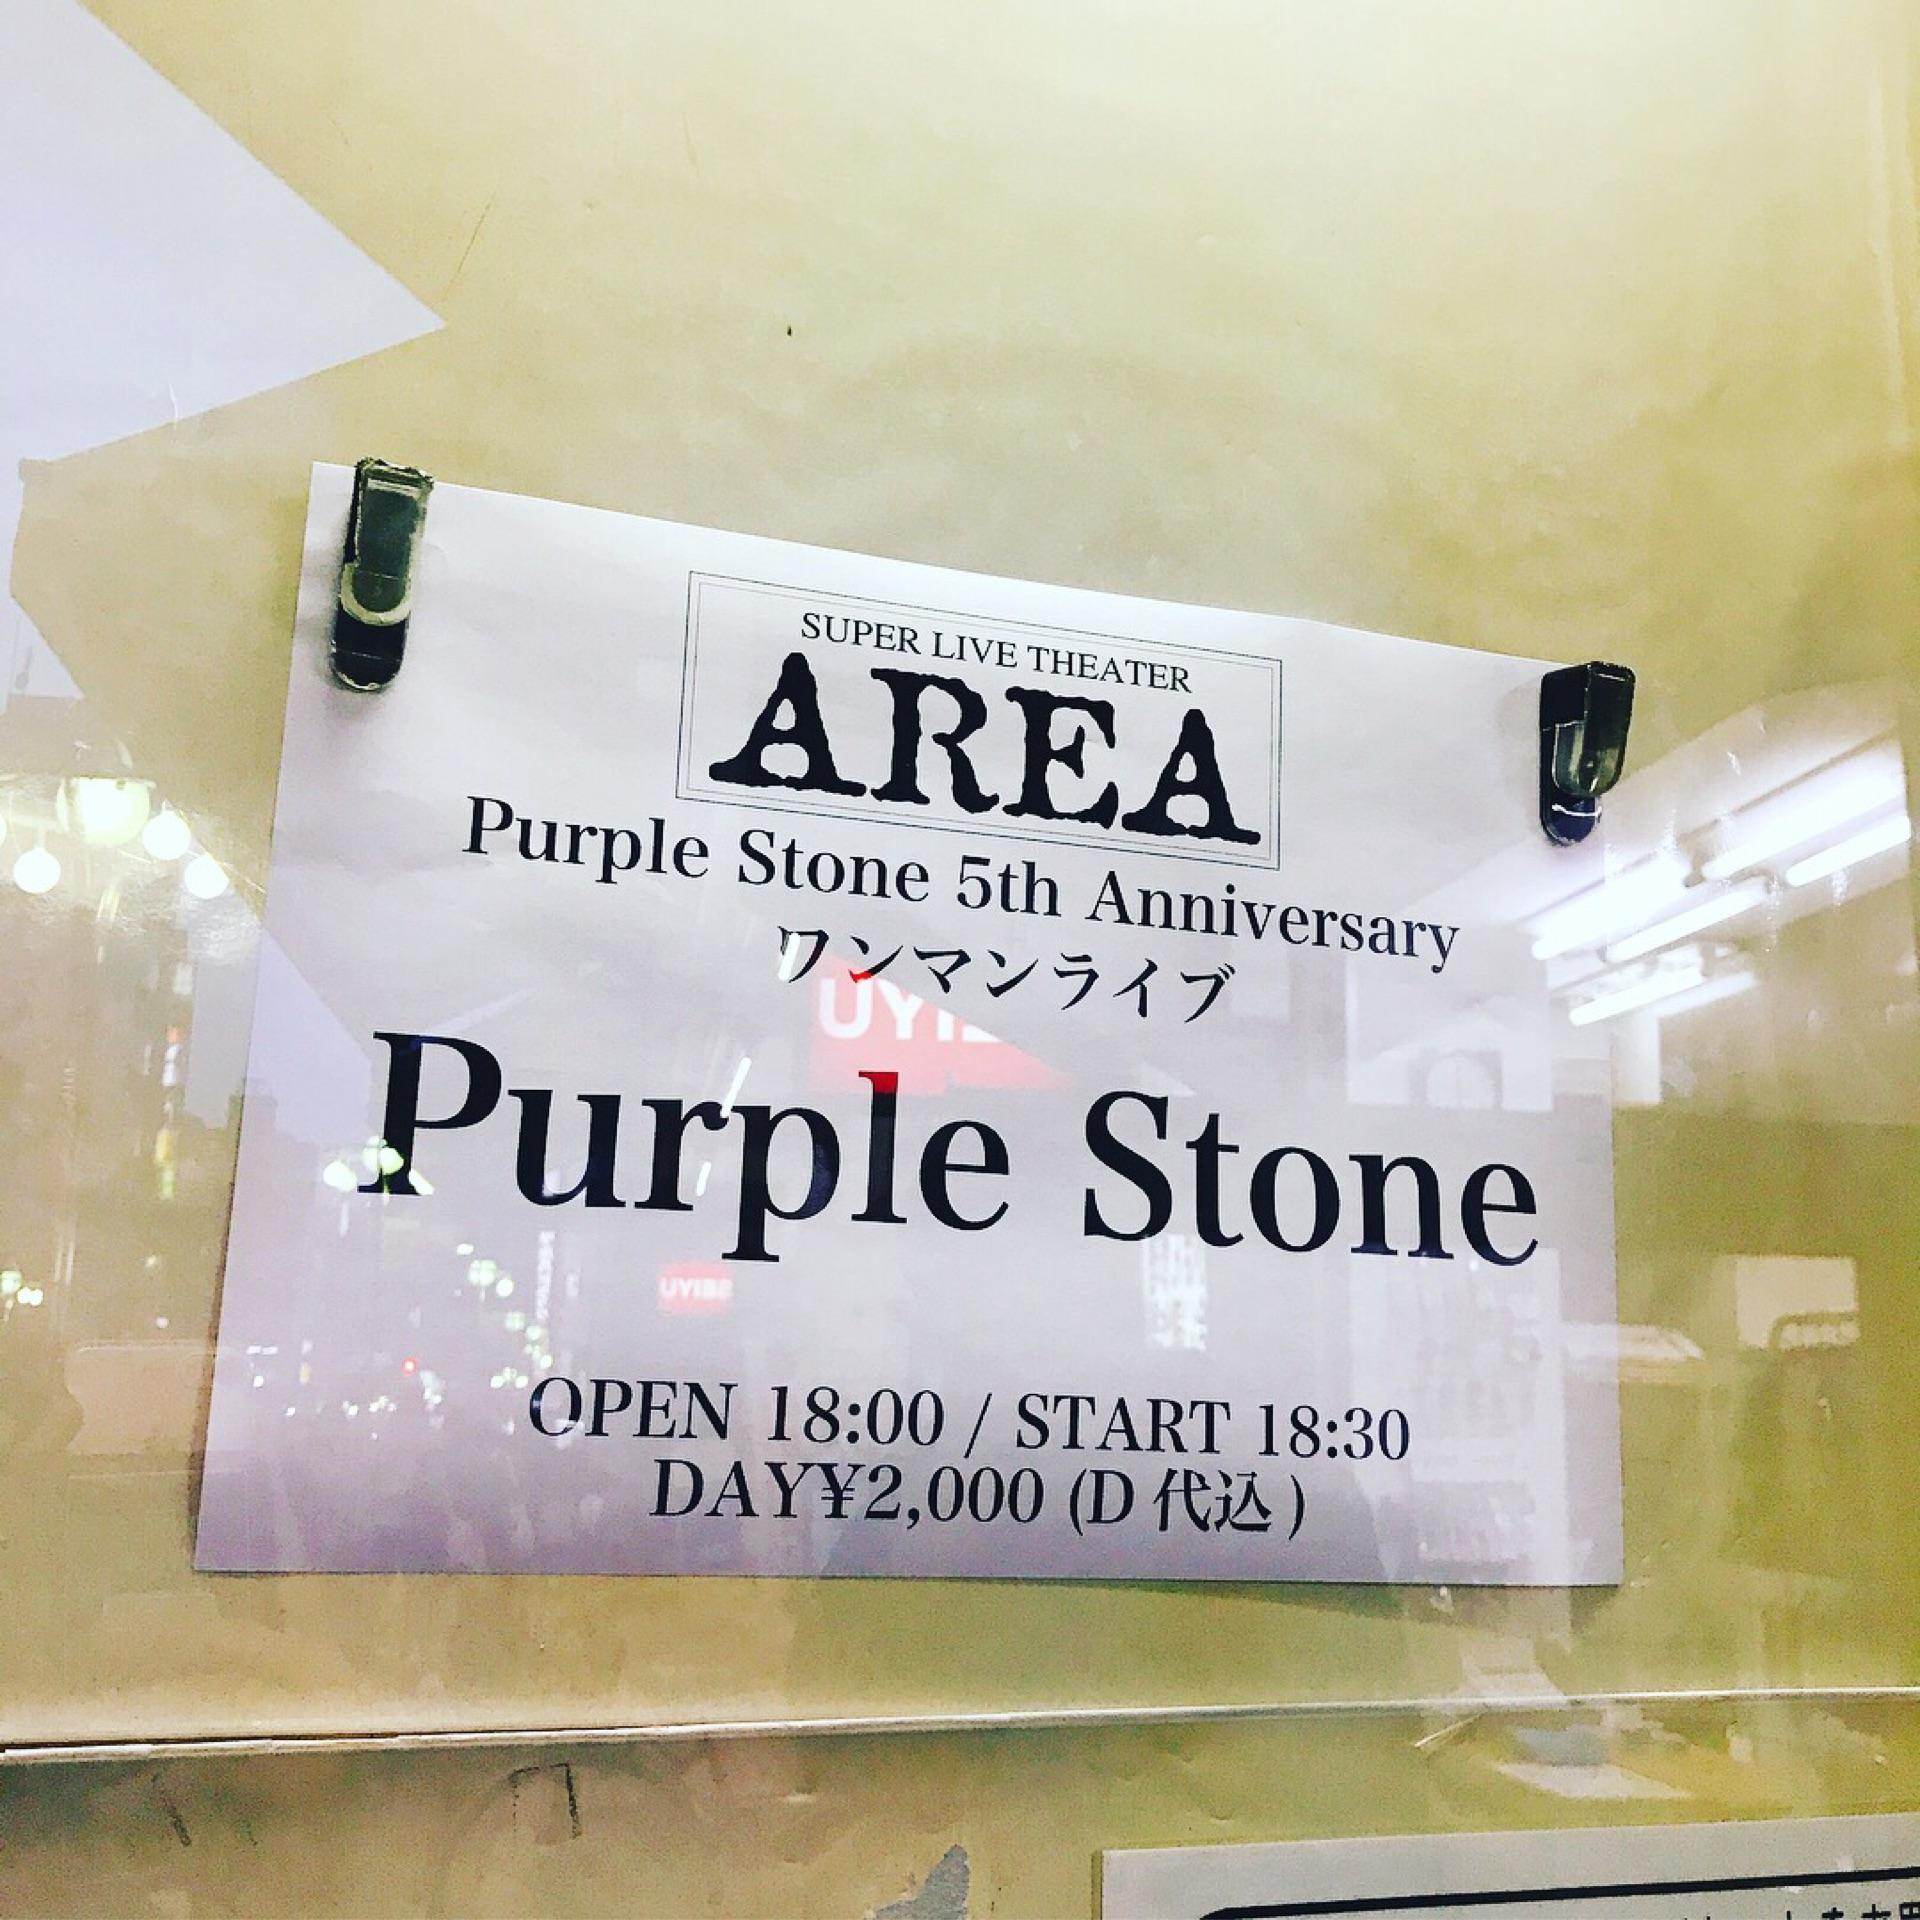 SUPER LIVE THEATER
AREA
Purple Stone 5th Anniversary
ワンマンライブ
Purple Stone
OPEN 18:00 / START 18:30
DAY¥2,000 (D 代込)